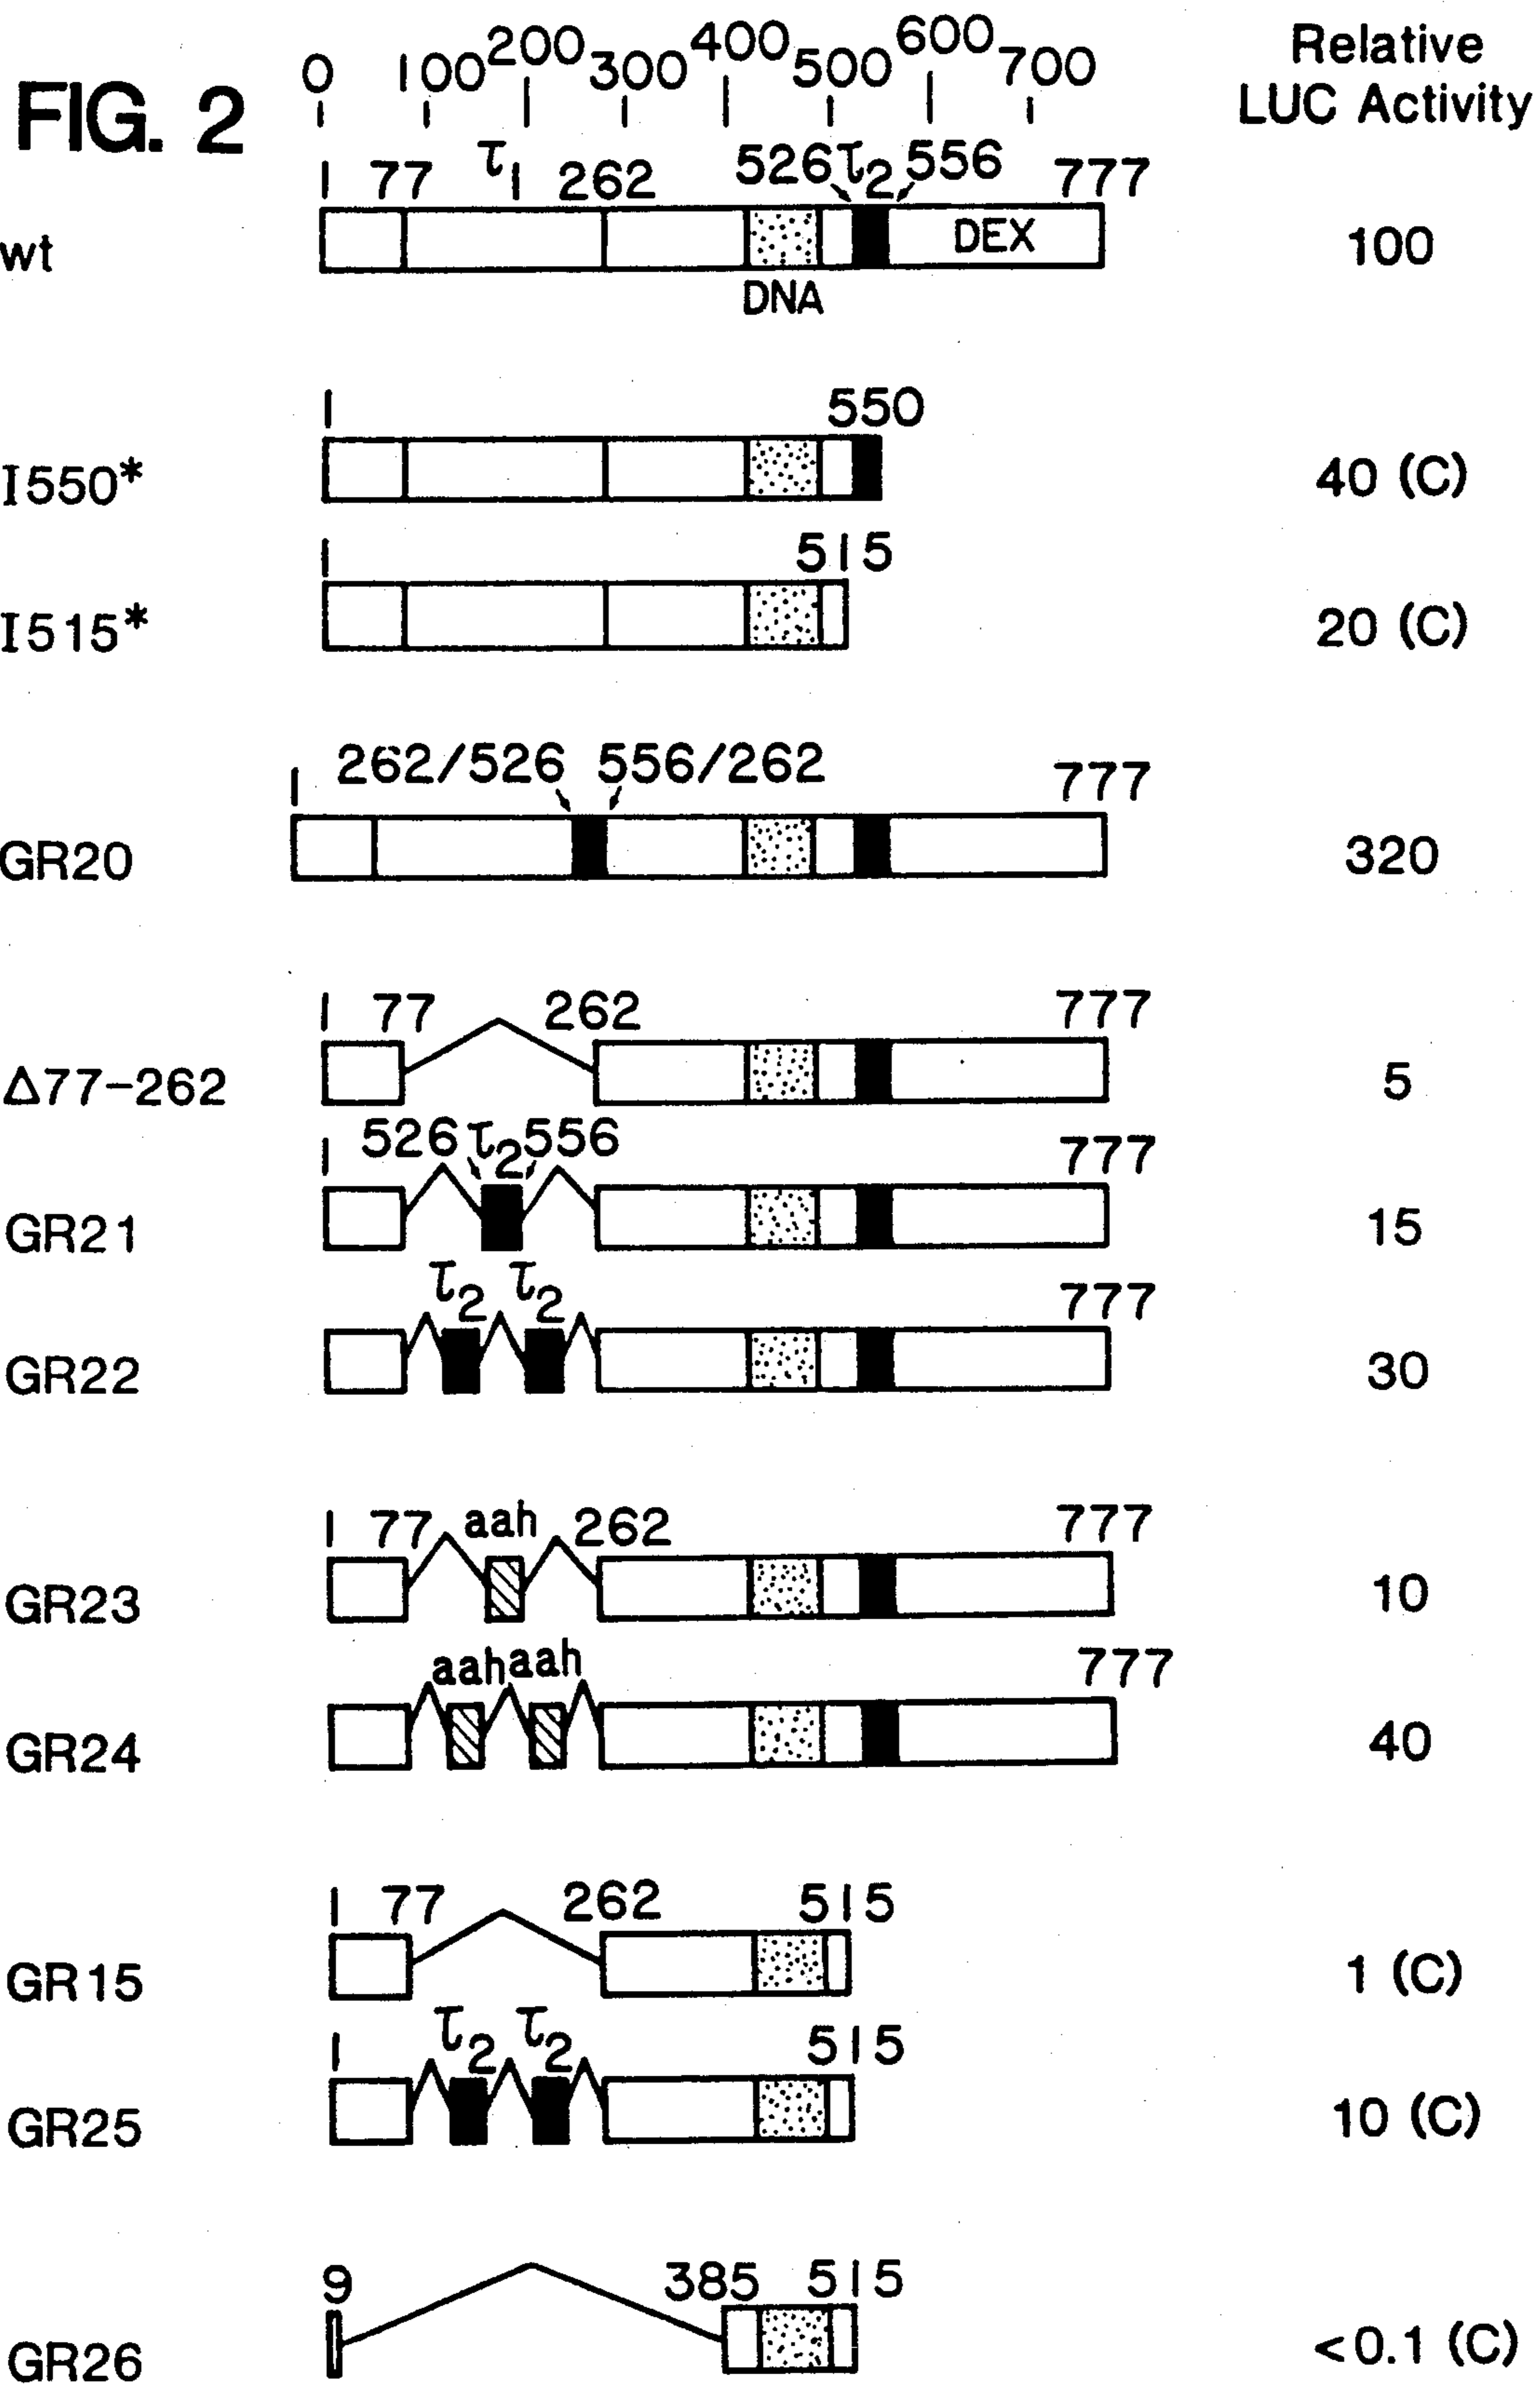 FIG. 2
0 100 200 300 400 500 600 700
Relative
LUC Activity
1 77 τ1 262 526 τ2 556 777
wt DEX 100
DNA
1 550
I550* 40 (C)
1 515
I515* 20 (C)
1 262/526 556/262 777
GR20 320
1 77 262 777
Δ77-262 5
1 526 τ2 556 777
GR21 15
τ2 τ2 777
GR22 30
1 77 aah 262 777
GR23 10
aah aah 777
GR24 40
1 77 262 515
GR15 1 (C)
1 τ2 τ2 515
GR25 10 (C)
9 385 515
GR26 <0.1 (C)